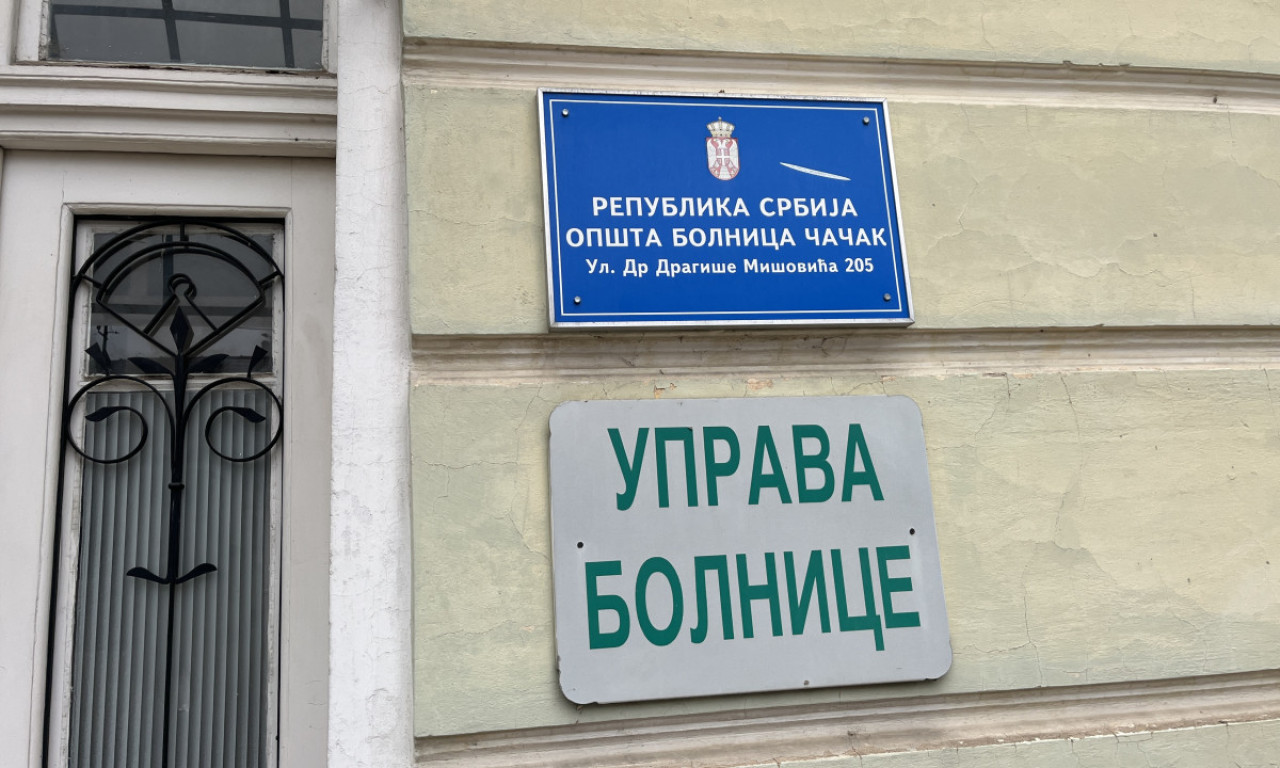 РЕПУБЛИКА СРБИЈА
ОПШТА БОЛНИЦА ЧАЧАК
Ул. Др Драгише Мишовића 205
УПРАВА
БОЛНИЦЕ